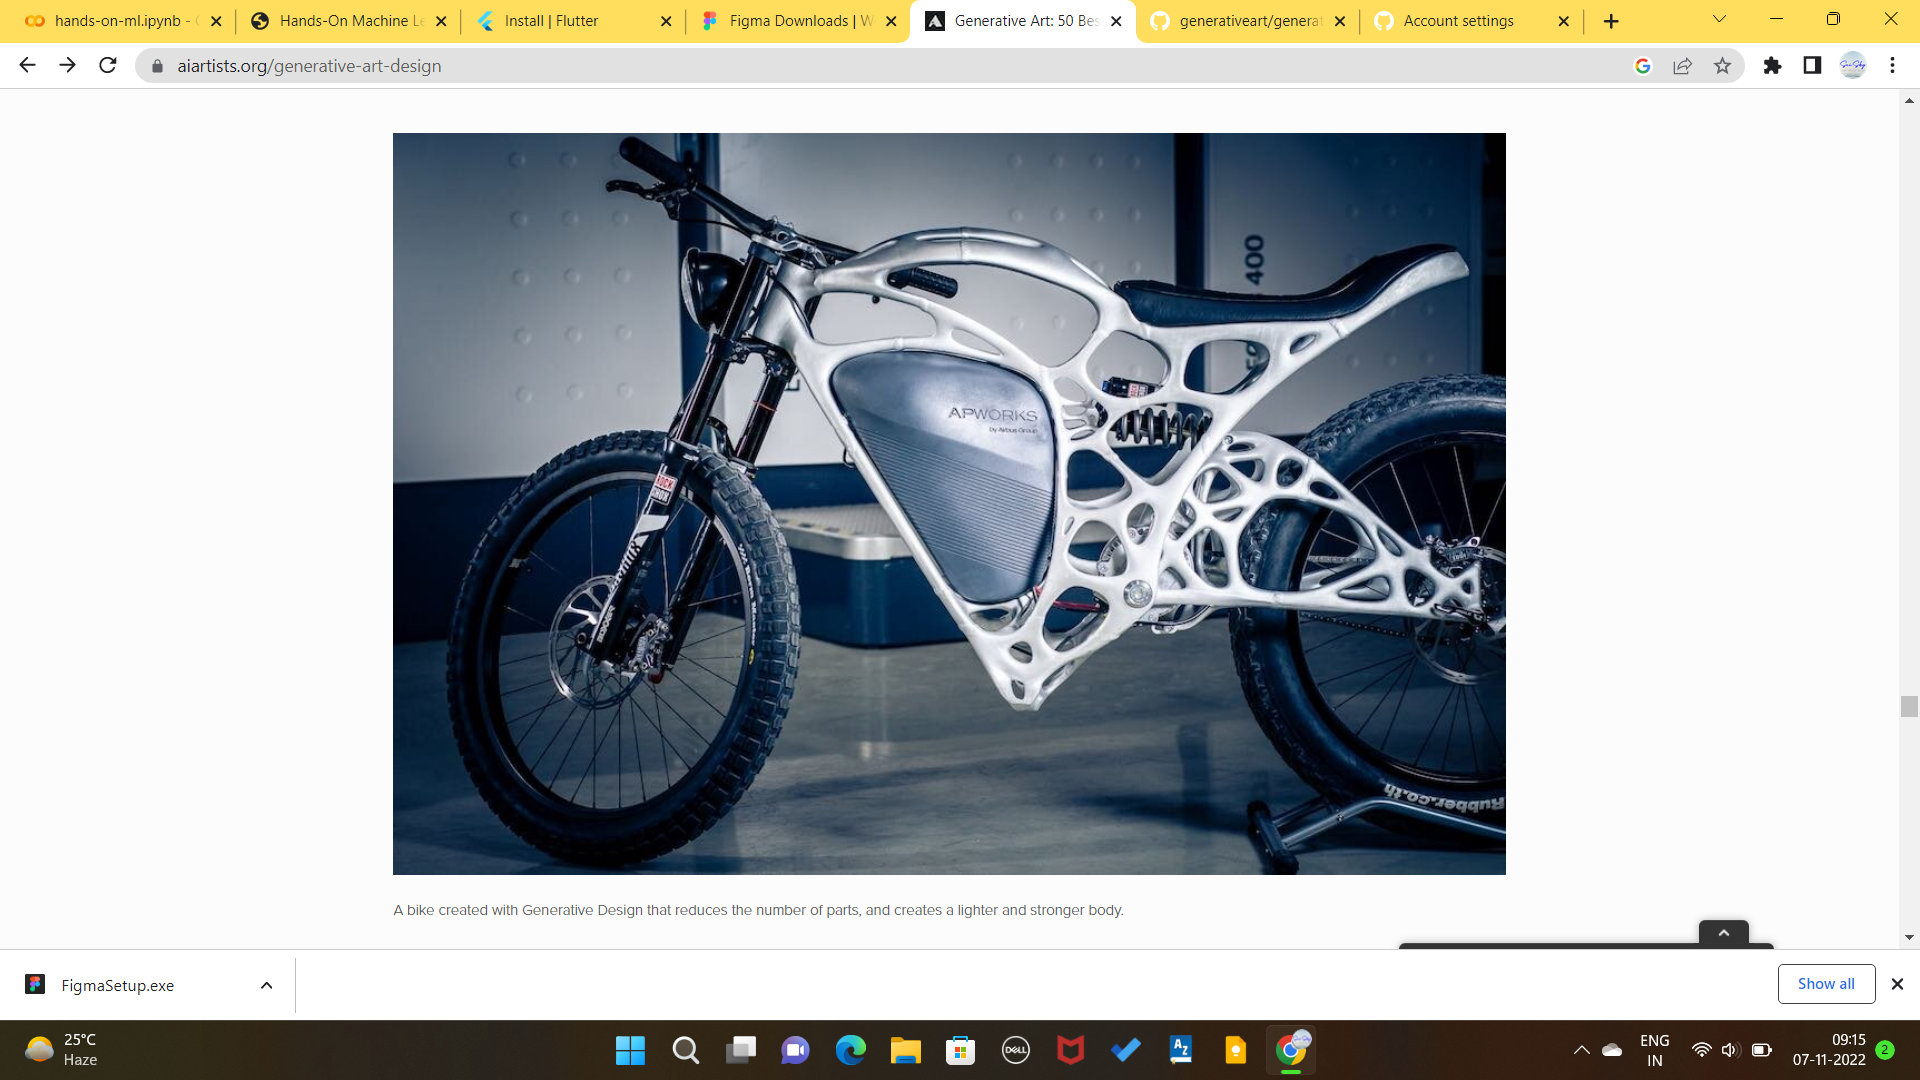 hands-on-ml.ipynb -
Hands-On Machine Le
Install | Flutter
Figma Downloads | W
Generative Art: 50 Bes
generativeart/generat
Account settings
aiartists.org/generative-art-design
400
APWORKS
by Airbus Group
ROCK
SHOX
Rubber.co.th
A bike created with Generative Design that reduces the number of parts, and creates a lighter and stronger body.
FigmaSetup.exe
Show all
25°C
Haze
DELL
A Z
ENG
IN
09:15
07-11-2022
2